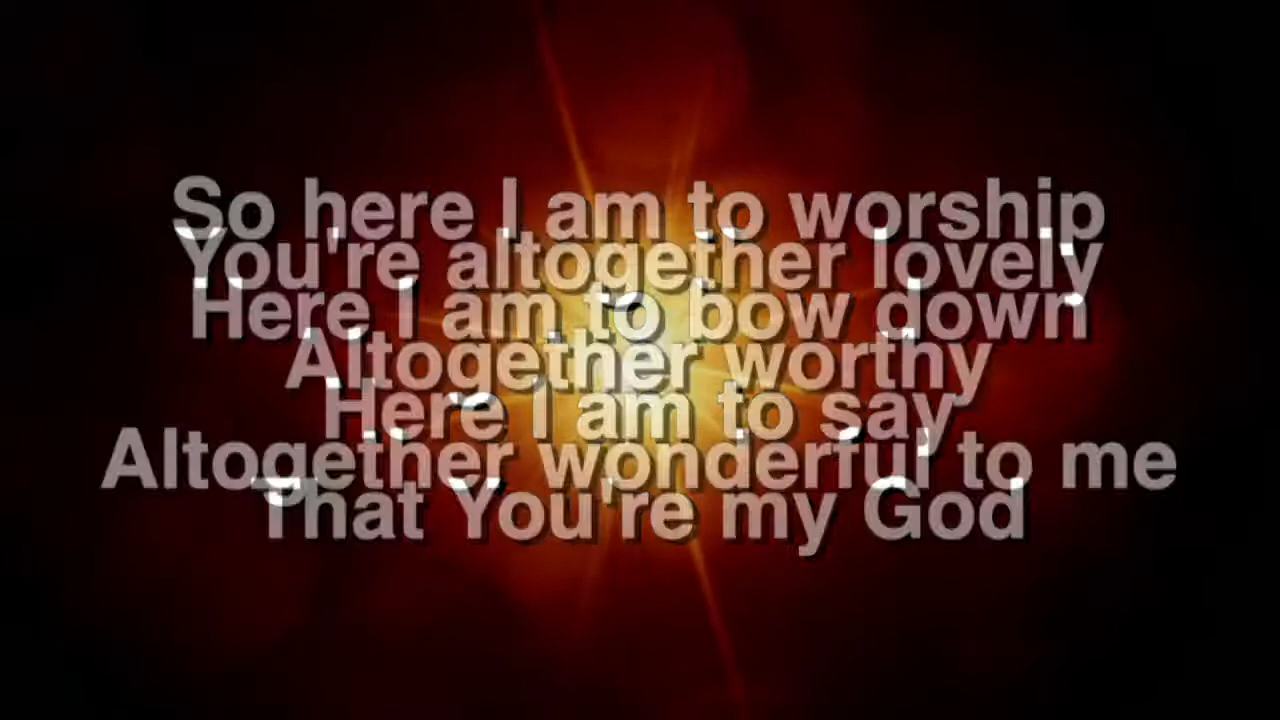 So here I am to worship
You're altogether lovely
Here I am to bow down
Altogether worthy
Here I am to say
Altogether wonderful to me
That You're my God